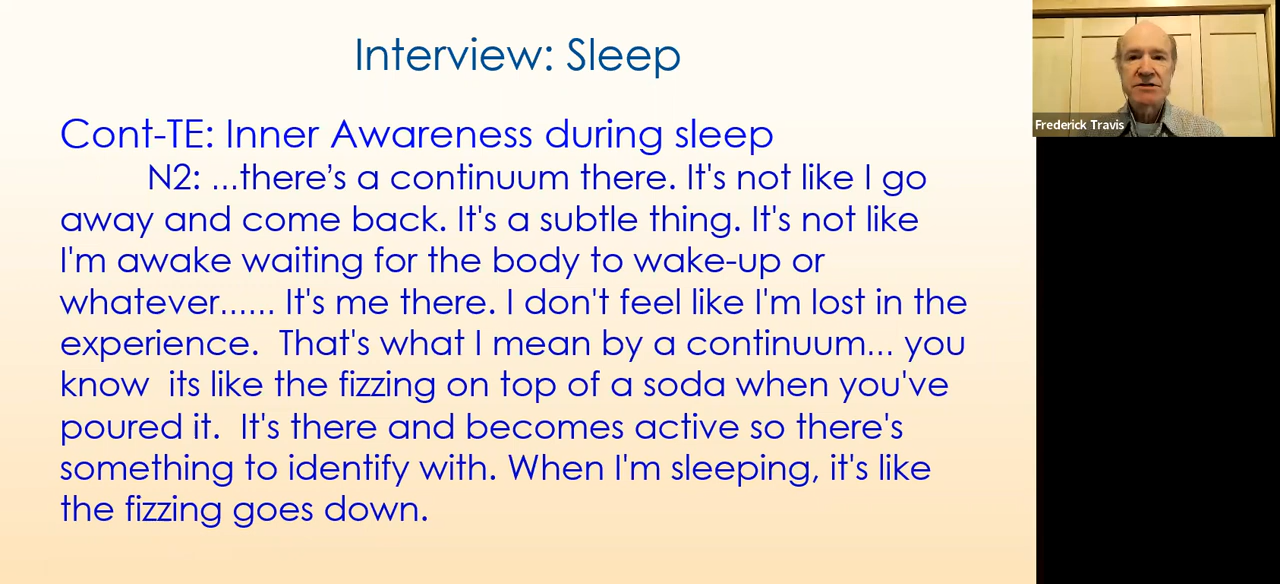 Interview: Sleep
Cont-TE: Inner Awareness during sleep
N2: ...there's a continuum there. It's not like I go
away and come back. It's a subtle thing. It's not like
I'm awake waiting for the body to wake-up or
whatever...... It's me there. I don't feel like I'm lost in the
experience.  That's what I mean by a continuum... you
know  its like the fizzing on top of a soda when you've
poured it.  It's there and becomes active so there's
something to identify with. When I'm sleeping, it's like
the fizzing goes down.
Frederick Travis